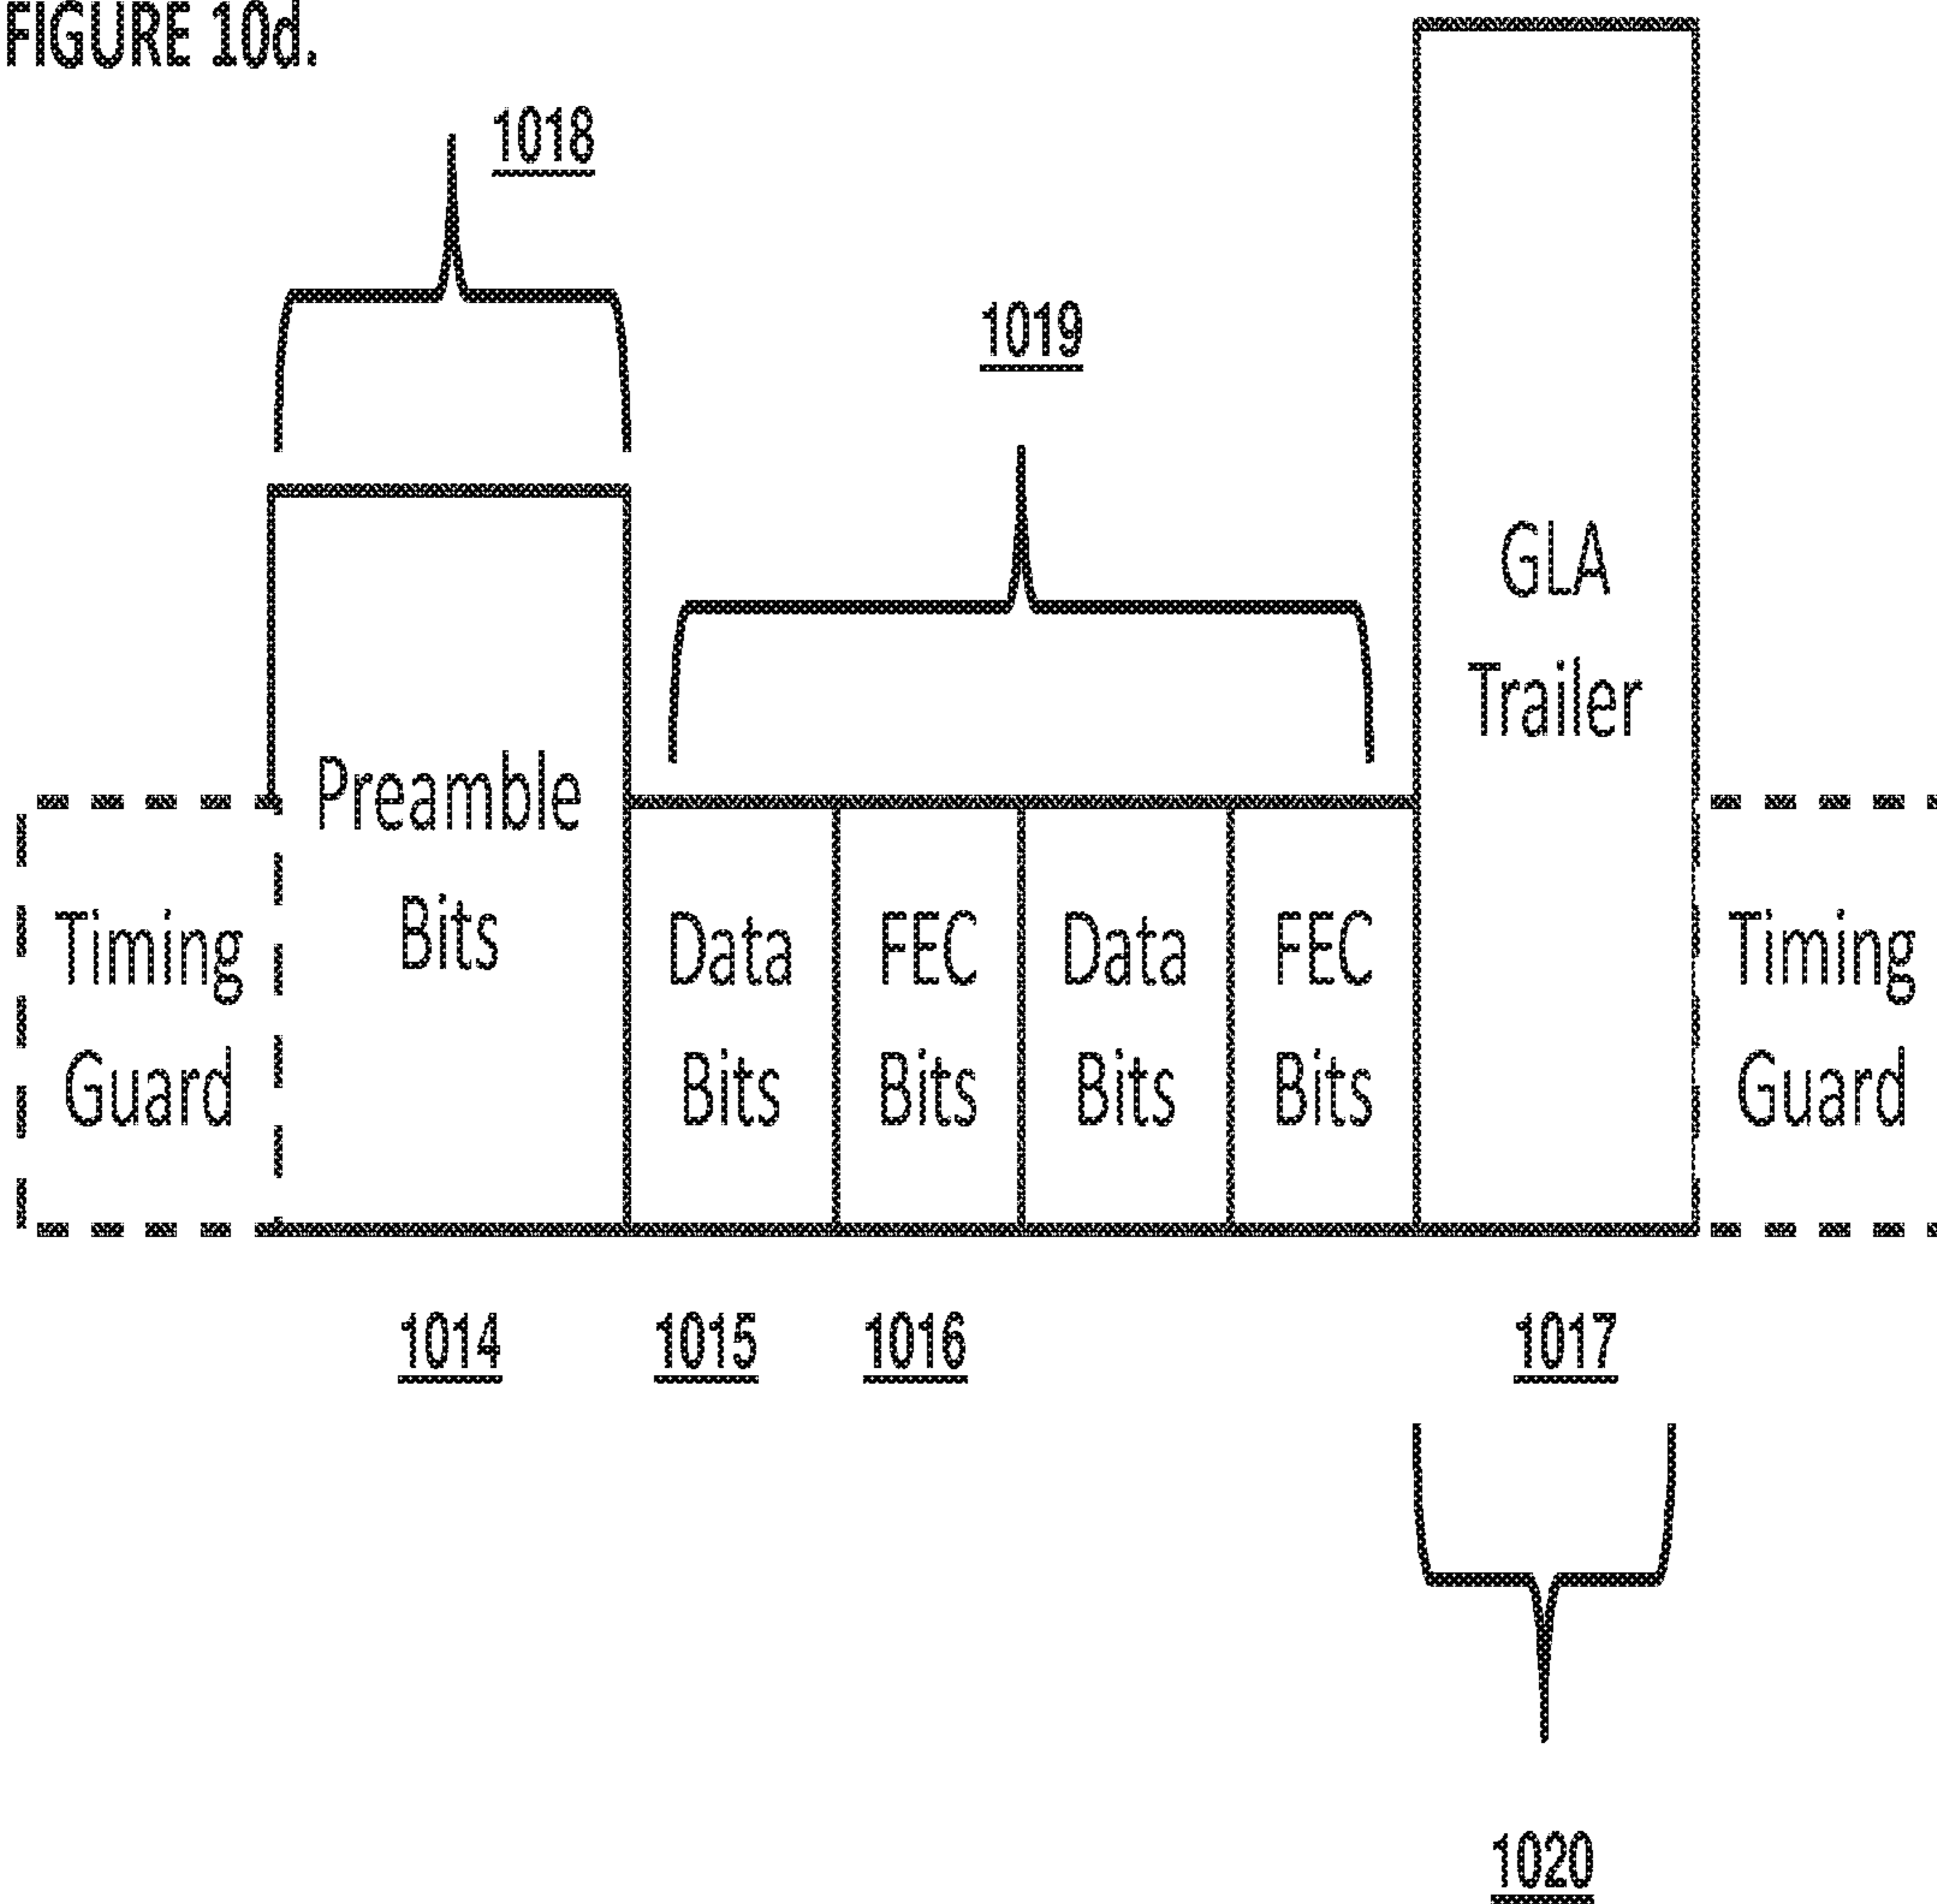 FIGURE 10d.
1018
1019
GLA
Trailer
Preamble
Bits
Timing
Guard
Data
Bits
FEC
Bits
Data
Bits
FEC
Bits
Timing
Guard
1014
1015
1016
1017
1020